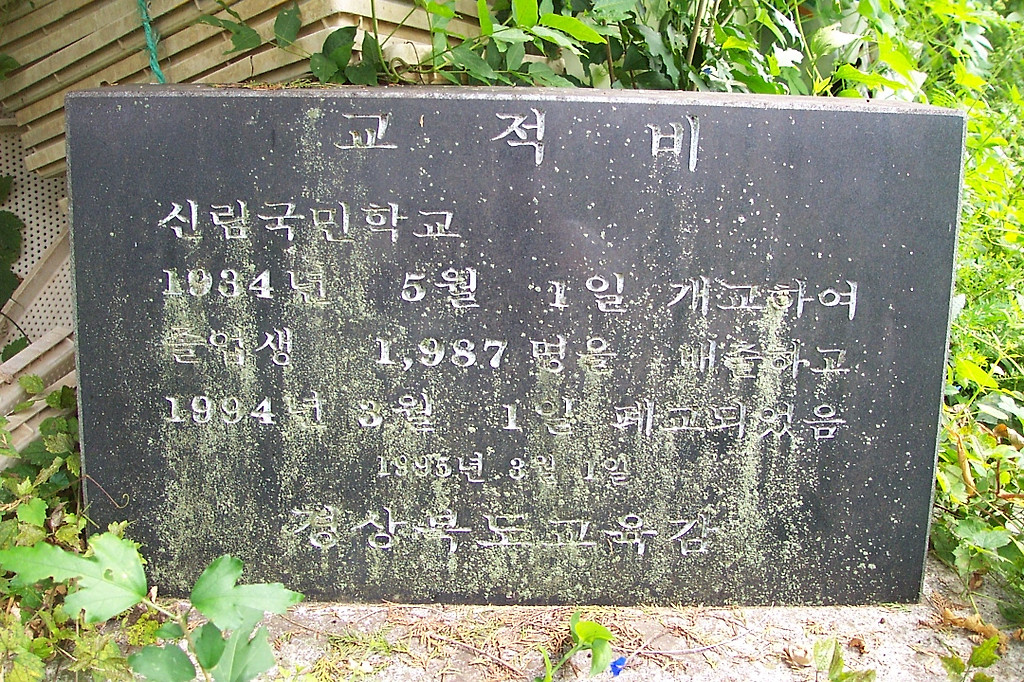 교적비
신림국민학교
1934년 5월 1일 개교하여
졸업생 1,987명을 배출하고
1994년 3월 1일 폐교되었음
1995년 3월 1일
경상북도교육감